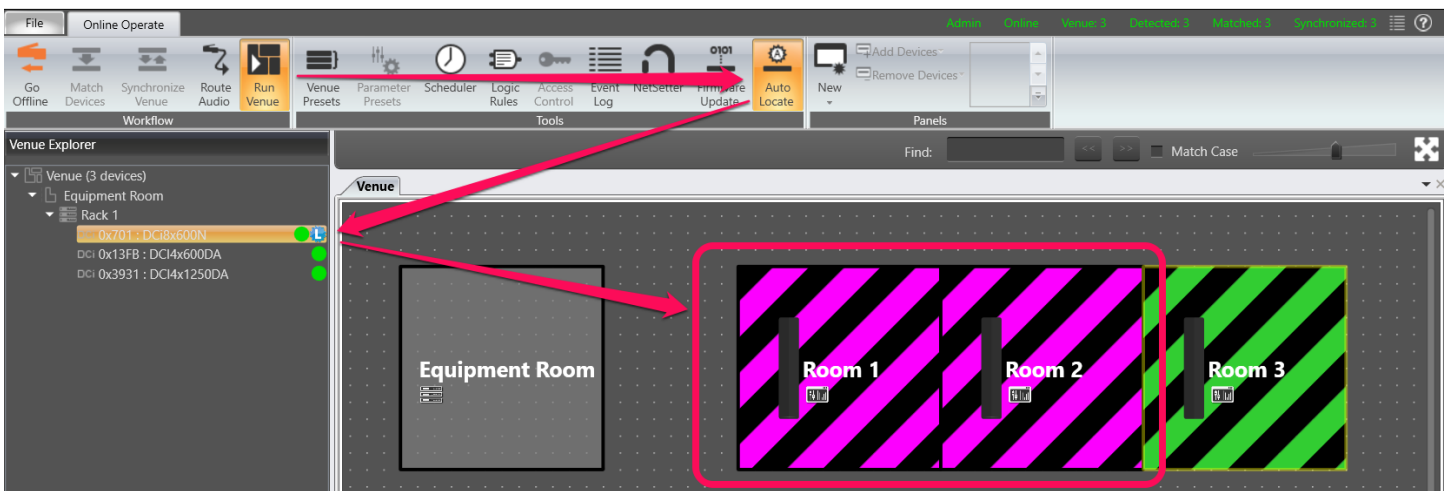 File
Online Operate
Admin Online Venue: 3 Detected: 3 Matched: 3 Synchronized: 3
0101
Go Offline
Match Devices
Synchronize Venue
Route Audio
Run Venue
Venue Presets
Parameter Presets
Scheduler
Logic Rules
Access Control
Event Log
NetSetter
Firmware Update
Auto Locate
New
Add Devices
Remove Devices
Workflow
Tools
Panels
Venue Explorer
Find:
<<
>>
Match Case
Venue (3 devices)
Equipment Room
Rack 1
0x701 : DCi8x600N
L
DCi 0x13FB : DCI4x600DA
DCi 0x3931 : DCI4x1250DA
Venue
Equipment Room
Room 1
Room 2
Room 3